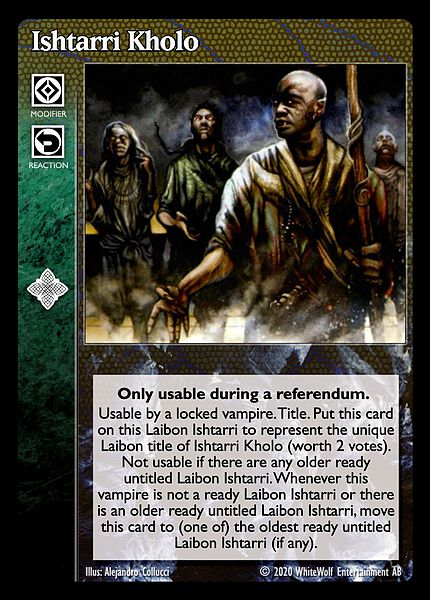 Ishtarri Kholo
MODIFIER
REACTION
Only usable during a referendum.
Usable by a locked vampire. Title. Put this card
on this Laibon Ishtarri to represent the unique
Laibon title of Ishtarri Kholo (worth 2 votes).
Not usable if there are any older ready
untitled Laibon Ishtarri. Whenever this
vampire is not a ready Laibon Ishtarri or there
is an older ready untitled Laibon Ishtarri, move
this card to (one of) the oldest ready untitled
Laibon Ishtarri (if any).
Illus: Alejandro Collucci
© 2020 WhiteWolf Entertainment AB